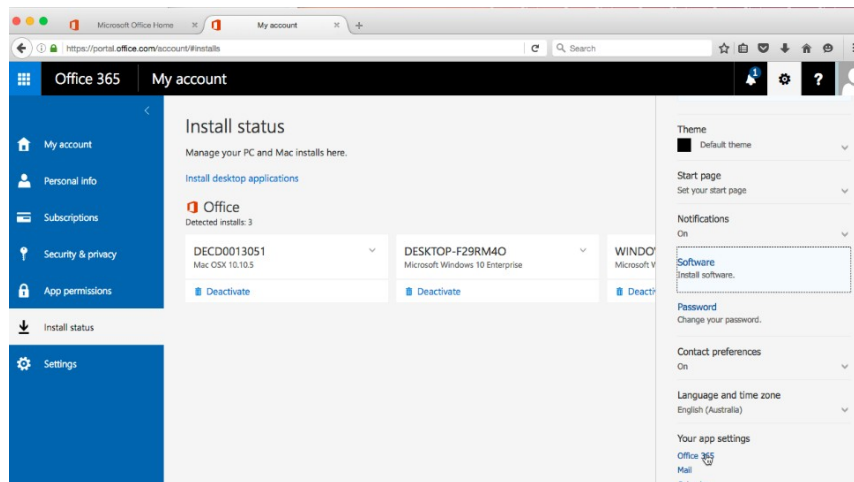 Microsoft Office Home
My account
https://portal.office.com/account/#installs
Search
Office 365
My account
1
?
My account
Personal info
Subscriptions
Security & privacy
App permissions
Install status
Settings
Install status
Manage your PC and Mac installs here.
Install desktop applications
Office
Detected installs: 3
DECD0013051
Mac OSX 10.10.5
Deactivate
DESKTOP-F29RM4O
Microsoft Windows 10 Enterprise
Deactivate
WINDO
Microsoft
Deacti
Theme
Default theme
Start page
Set your start page
Notifications
On
Software
Install software.
Password
Change your password.
Contact preferences
On
Language and time zone
English (Australia)
Your app settings
Office 365
Mail